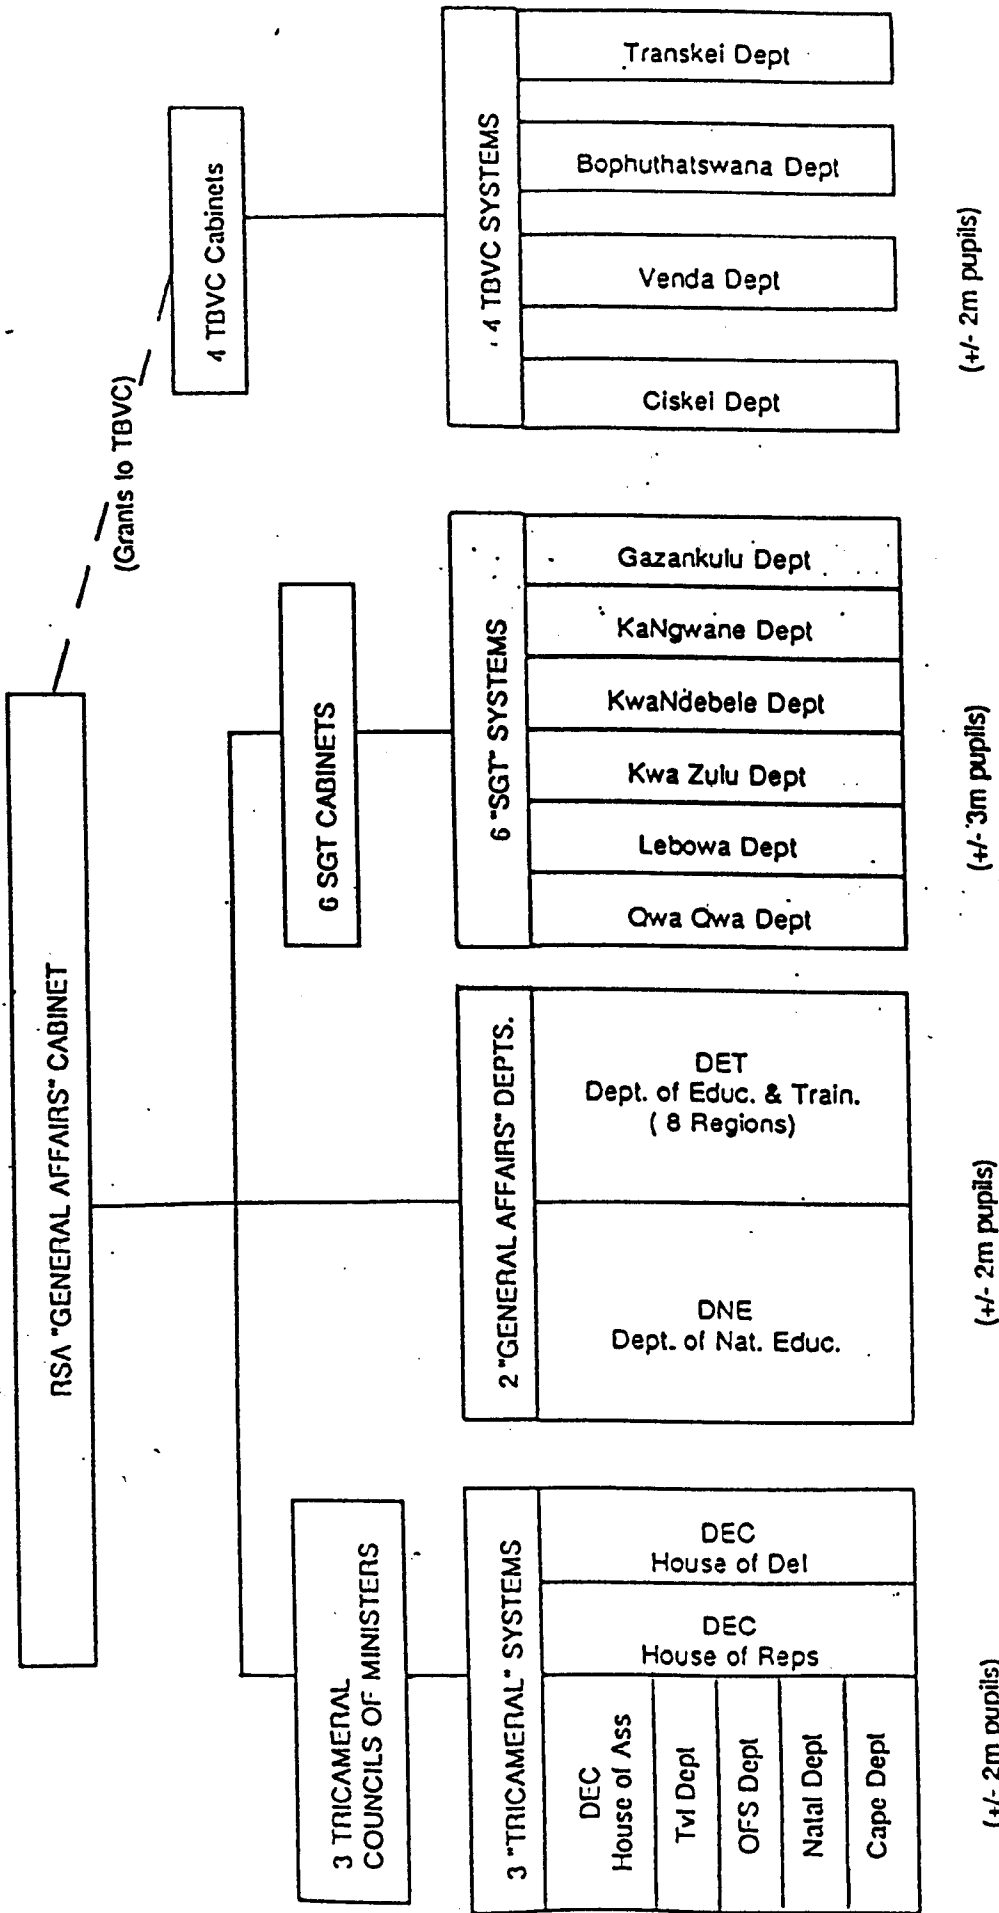 RSA "GENERAL AFFAIRS" CABINET
(Grants to TBVC)
3 TRICAMERAL
COUNCILS OF MINISTERS
6 SGT CABINETS
4 TBVC Cabinets
3 "TRICAMERAL" SYSTEMS
DEC
House of Ass
Tvl Dept
OFS Dept
Natal Dept
Cape Dept
DEC
House of Reps
DEC
House of Del
(+/- 2m pupils)
2 "GENERAL AFFAIRS" DEPTS.
DNE
Dept. of Nat. Educ.
DET
Dept. of Educ. & Train.
( 8 Regions)
(+/- 2m pupils)
6 "SGT" SYSTEMS
Qwa Qwa Dept
Lebowa Dept
Kwa Zulu Dept
KwaNdebele Dept
KaNgwane Dept
Gazankulu Dept
(+/- 3m pupils)
4 TBVC SYSTEMS
Ciskei Dept
Venda Dept
Bophuthatswana Dept
Transkei Dept
(+/- 2m pupils)